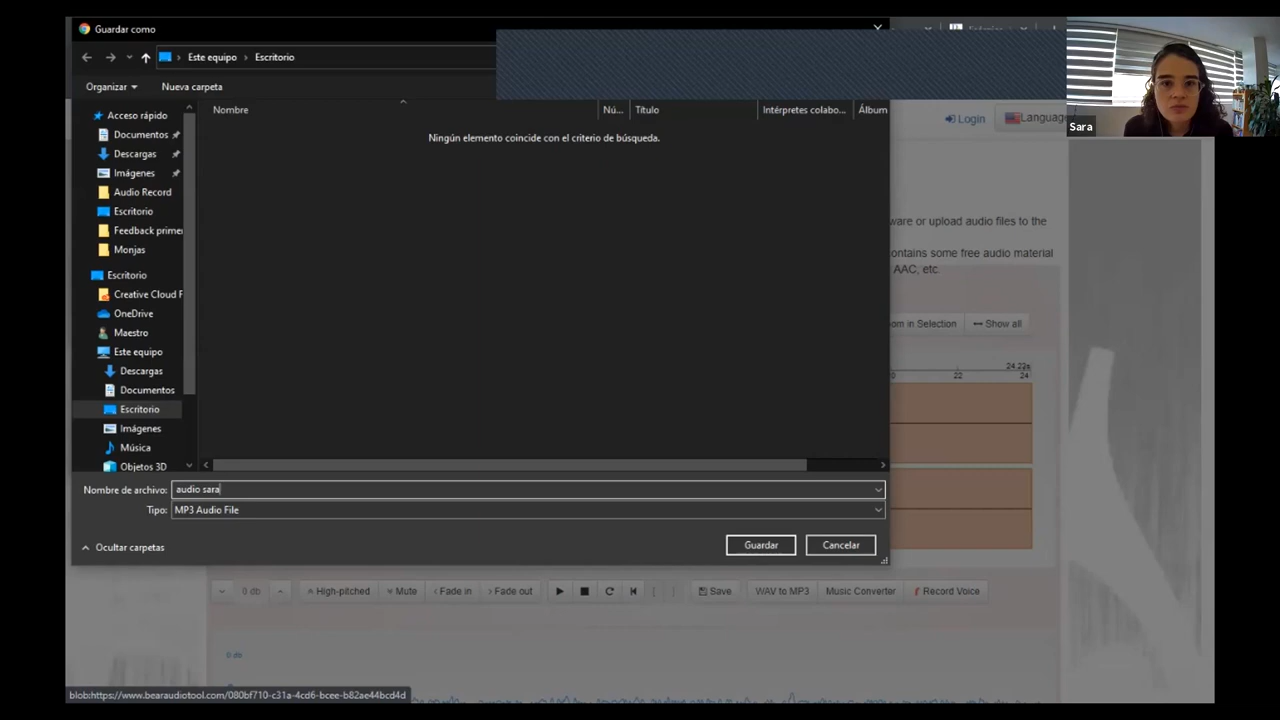 Guardar como
Este equipo
Escritorio
Organizar
Nueva carpeta
Login
Language
Sara
Acceso rápido
Documentos
Descargas
Imágenes
Audio Record
Escritorio
Feedback primer
Monjas
Escritorio
Creative Cloud F
OneDrive
Maestro
Este equipo
Descargas
Documentos
Escritorio
Imágenes
Música
Objetos 3D
Nombre
Nú...
Título
Intérpretes colabo...
Álbum
Ningún elemento coincide con el criterio de búsqueda.
ware or upload audio files to the
ontains some free audio material
AAC, etc.
om in Selection
Show all
24.22s
22
24
Nombre de archivo:
audio sara
Tipo:
MP3 Audio File
Ocultar carpetas
Guardar
Cancelar
0 db
High-pitched
Mute
Fade in
Fade out
Save
WAV to MP3
Music Converter
Record Voice
0 db
blob:https://www.bearaudiotool.com/080bf710-c31a-4cd6-bcee-b82ae44bcd4d